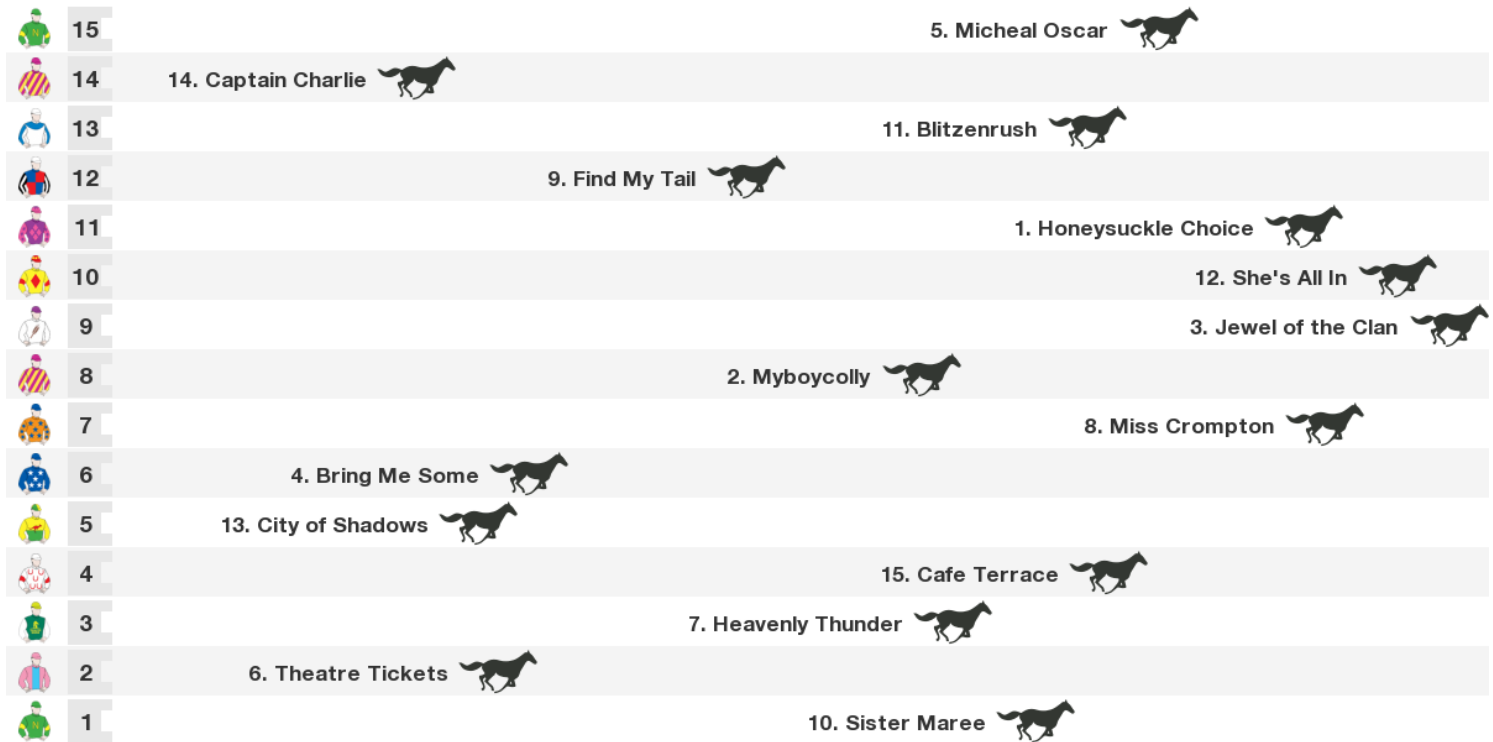 15 5. Micheal Oscar
14 14. Captain Charlie
13 11. Blitzenrush
12 9. Find My Tail
11 1. Honeysuckle Choice
10 12. She's All In
9 3. Jewel of the Clan
8 2. Myboycolly
7 8. Miss Crompton
6 4. Bring Me Some
5 13. City of Shadows
4 15. Cafe Terrace
3 7. Heavenly Thunder
2 6. Theatre Tickets
1 10. Sister Maree